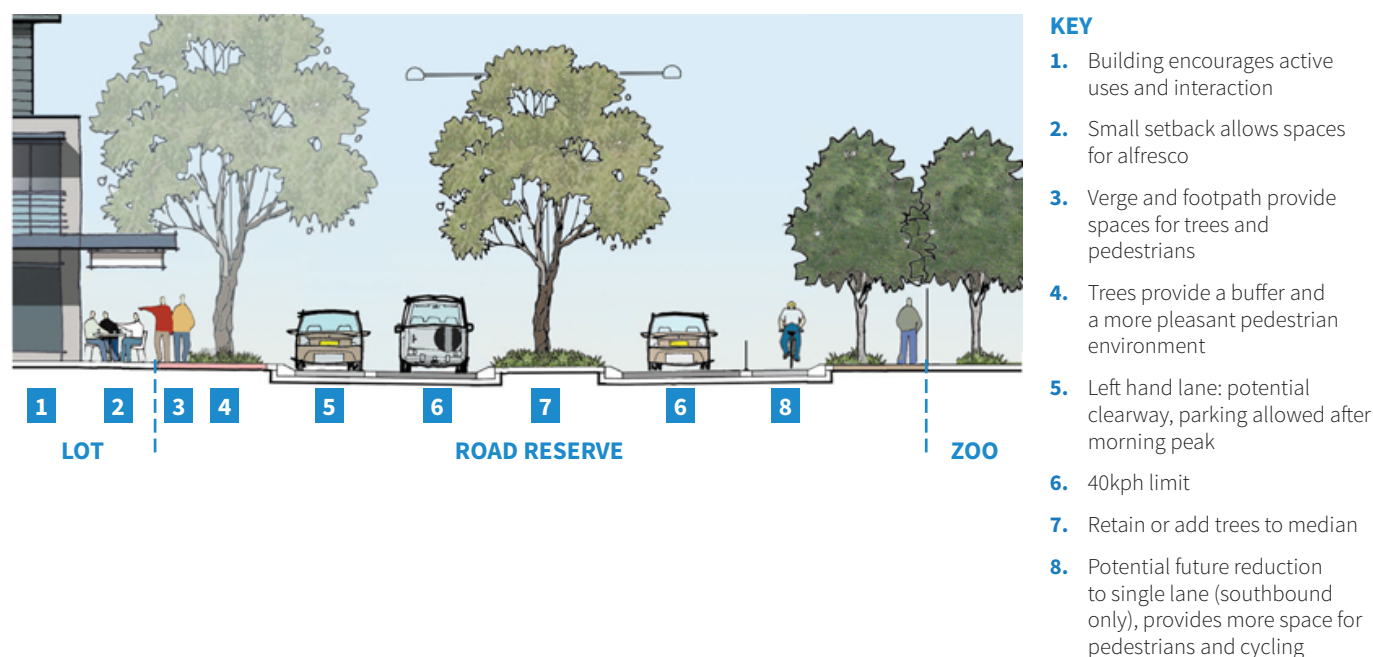 1 2 3 4 5 6 7 6 8
LOT ROAD RESERVE ZOO
KEY
1. Building encourages active
uses and interaction
2. Small setback allows spaces
for alfresco
3. Verge and footpath provide
spaces for trees and
pedestrians
4. Trees provide a buffer and
a more pleasant pedestrian
environment
5. Left hand lane: potential
clearway, parking allowed after
morning peak
6. 40kph limit
7. Retain or add trees to median
8. Potential future reduction
to single lane (southbound
only), provides more space for
pedestrians and cycling